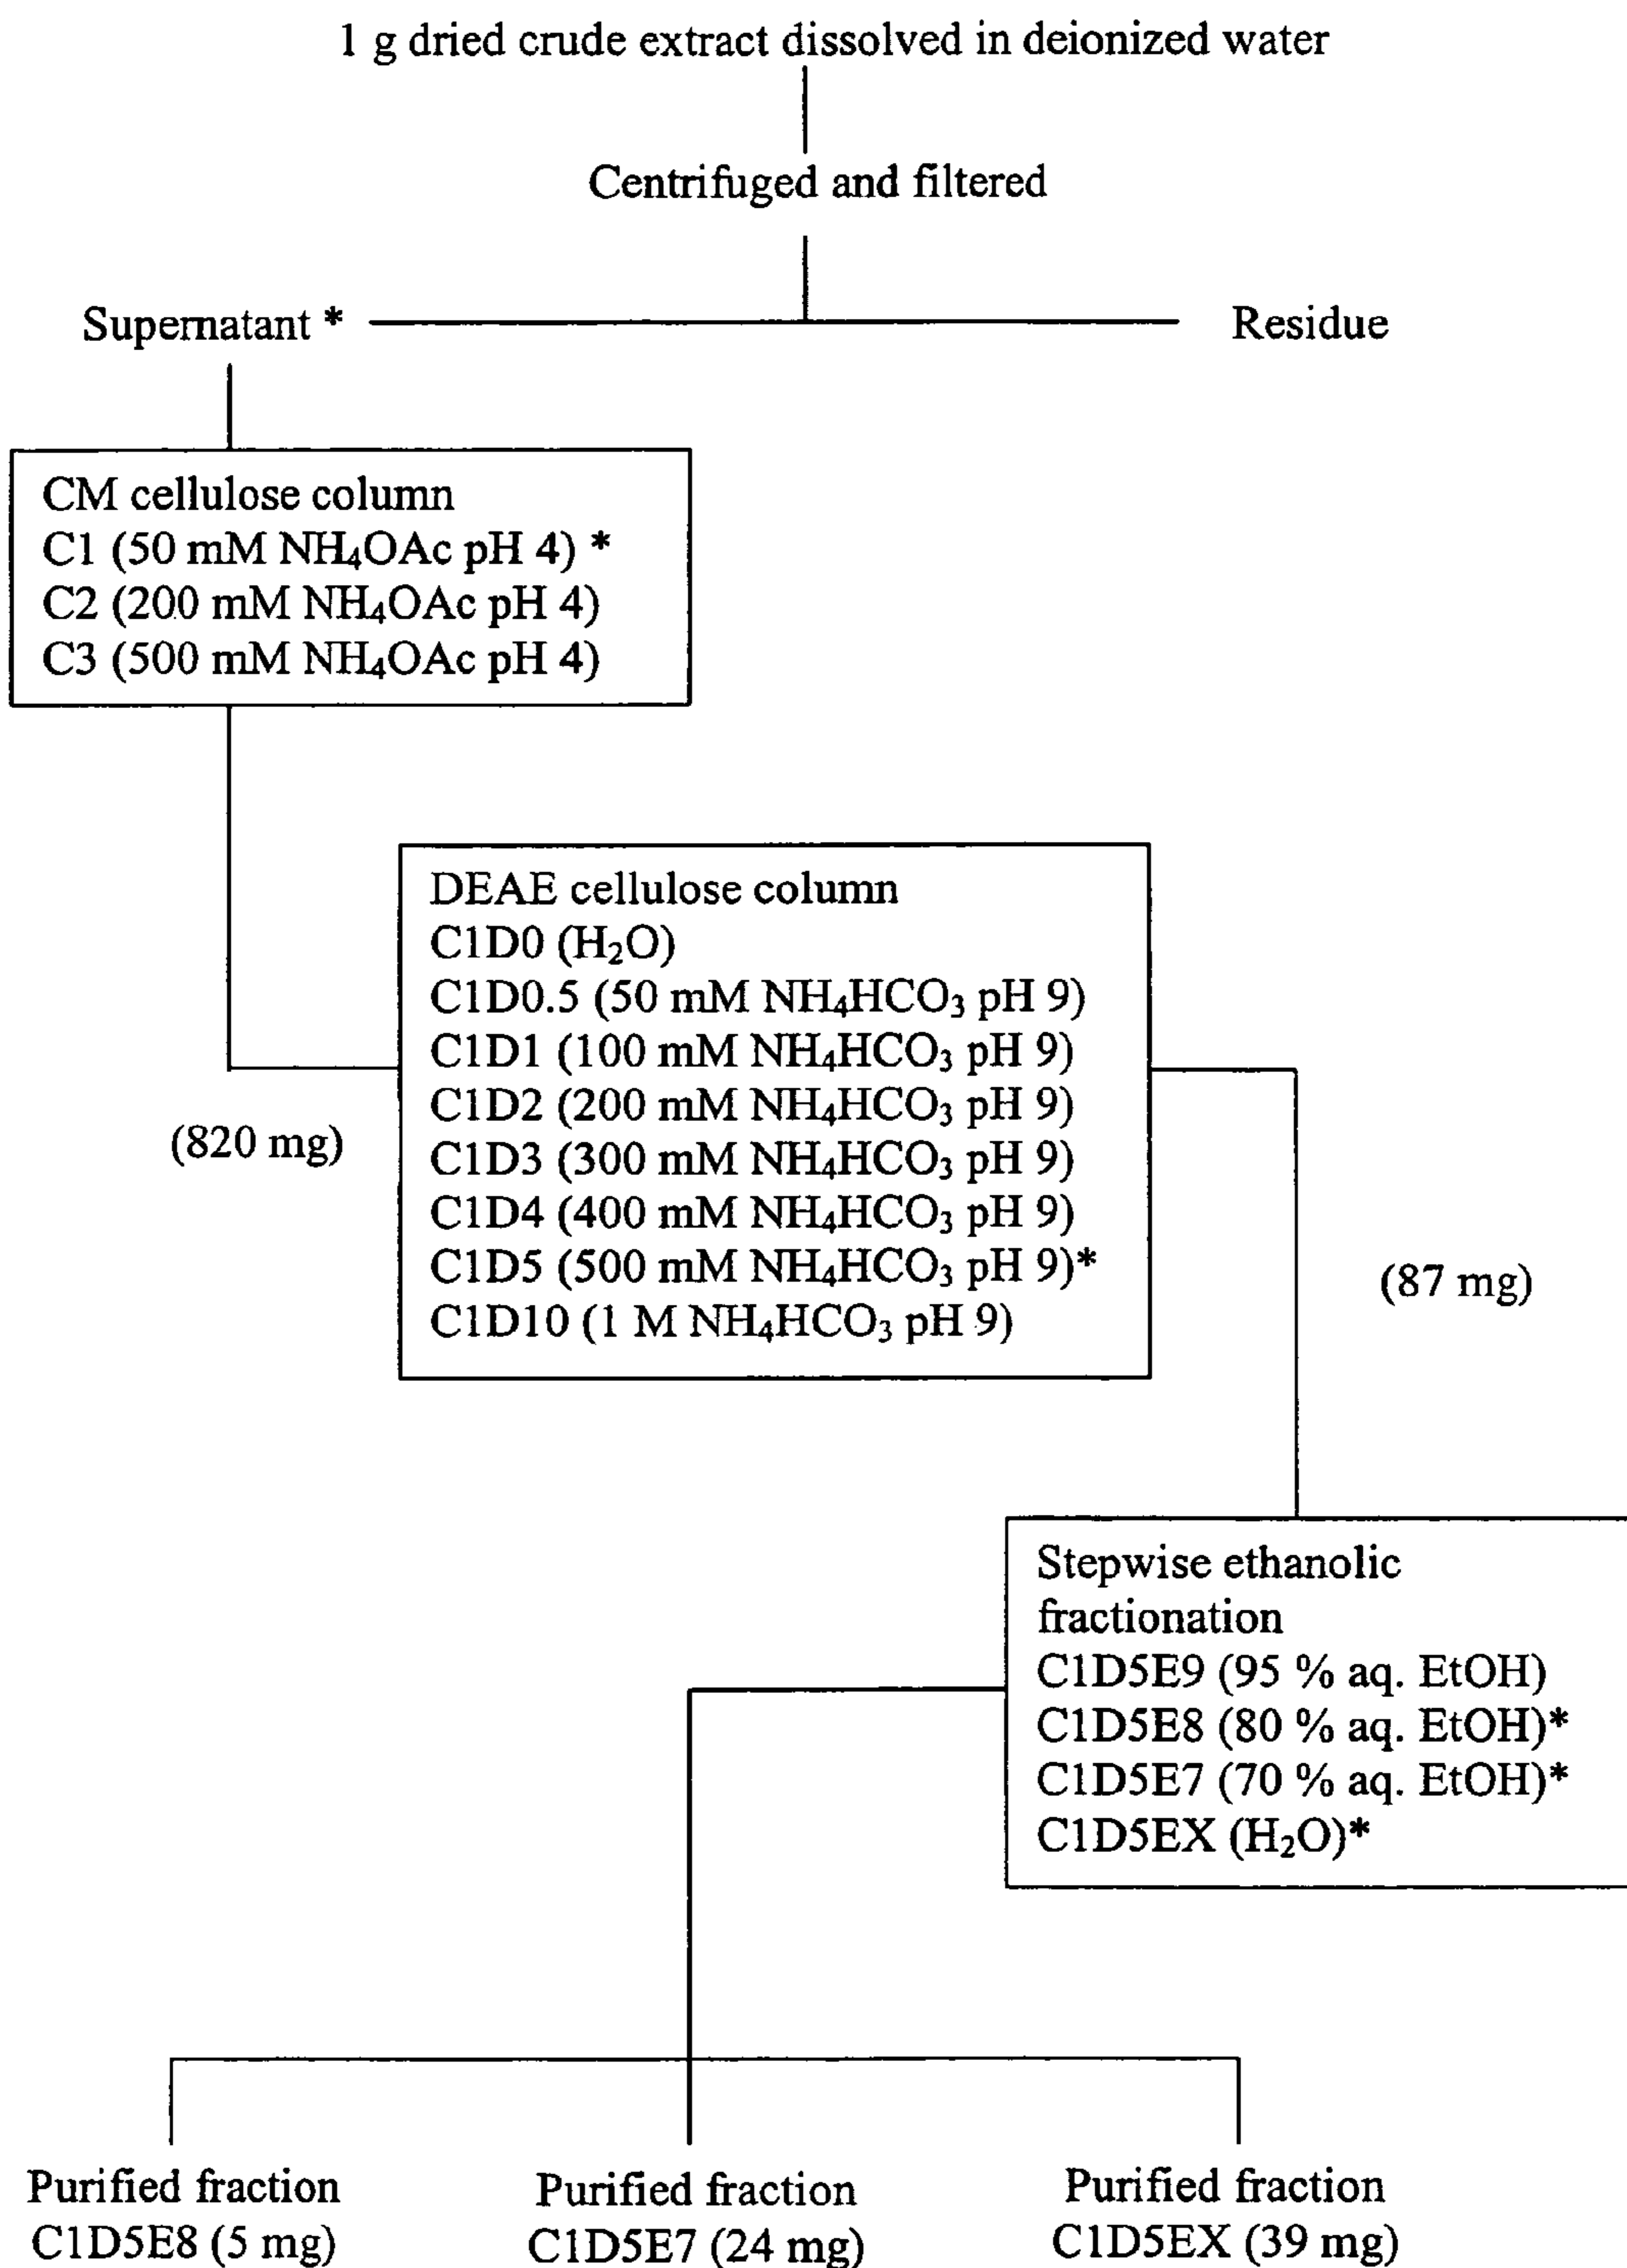 1 g dried crude extract dissolved in deionized water
Centrifuged and filtered
Supernatant *
Residue
CM cellulose column
C1 (50 mM NH₄OAc pH 4) *
C2 (200 mM NH₄OAc pH 4)
C3 (500 mM NH₄OAc pH 4)
(820 mg)
DEAE cellulose column
C1D0 (H₂O)
C1D0.5 (50 mM NH₄HCO₃ pH 9)
C1D1 (100 mM NH₄HCO₃ pH 9)
C1D2 (200 mM NH₄HCO₃ pH 9)
C1D3 (300 mM NH₄HCO₃ pH 9)
C1D4 (400 mM NH₄HCO₃ pH 9)
C1D5 (500 mM NH₄HCO₃ pH 9)*
C1D10 (1 M NH₄HCO₃ pH 9)
(87 mg)
Stepwise ethanolic
fractionation
C1D5E9 (95 % aq. EtOH)
C1D5E8 (80 % aq. EtOH)*
C1D5E7 (70 % aq. EtOH)*
C1D5EX (H₂O)*
Purified fraction
C1D5E8 (5 mg)
Purified fraction
C1D5E7 (24 mg)
Purified fraction
C1D5EX (39 mg)